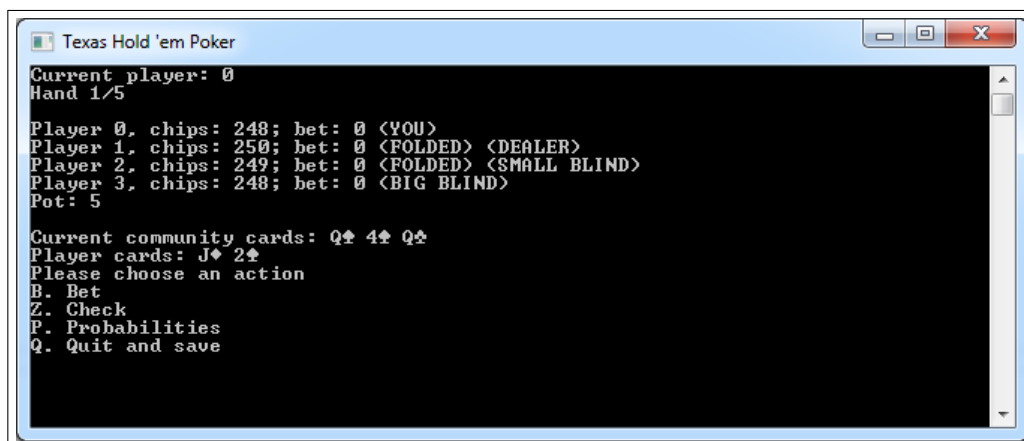 Texas Hold 'em Poker
Current player: 0
Hand 1/5
Player 0, chips: 248; bet: 0 (YOU)
Player 1, chips: 250; bet: 0 (FOLDED) (DEALER)
Player 2, chips: 249; bet: 0 (FOLDED) (SMALL BLIND)
Player 3, chips: 248; bet: 0 (BIG BLIND)
Pot: 5
Current community cards: Q♠ 4♠ Q♣
Player cards: J♦ 2♠
Please choose an action
B. Bet
Z. Check
P. Probabilities
Q. Quit and save